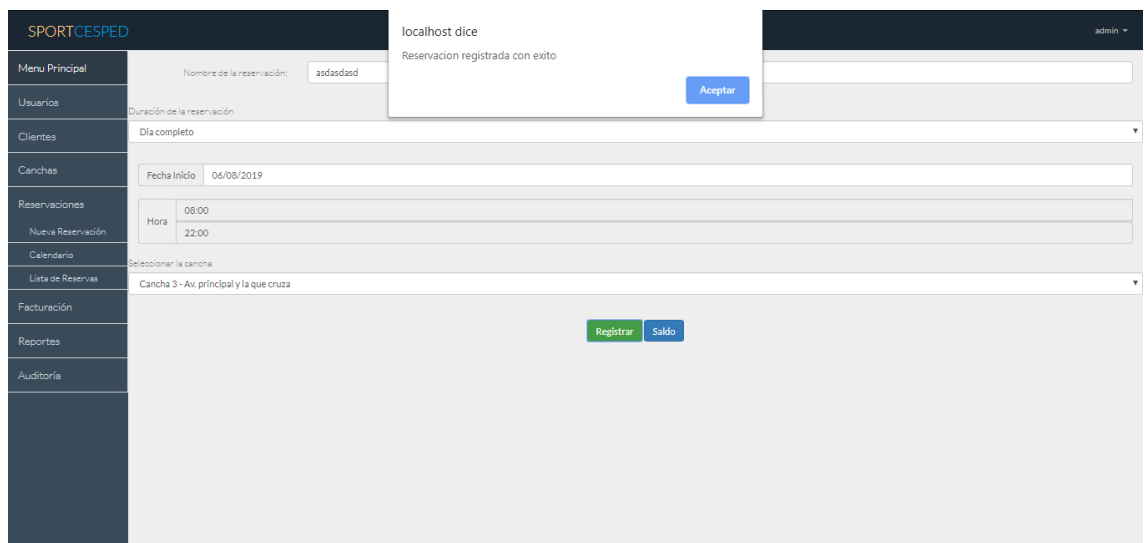 SPORTCESPED
admin
localhost dice
Reservacion registrada con exito
Aceptar
Menu Principal
Usuarios
Clientes
Canchas
Reservaciones
Nueva Reservación
Calendario
Lista de Reservas
Facturación
Reportes
Auditoría
Nombre de la reservación:
asdasdasd
Duración de la reservación
Dia completo
Fecha Inicio
06/08/2019
Hora
08:00
22:00
Seleccionar la cancha
Cancha 3 - Av. principal y la que cruza
Registrar
Saldo